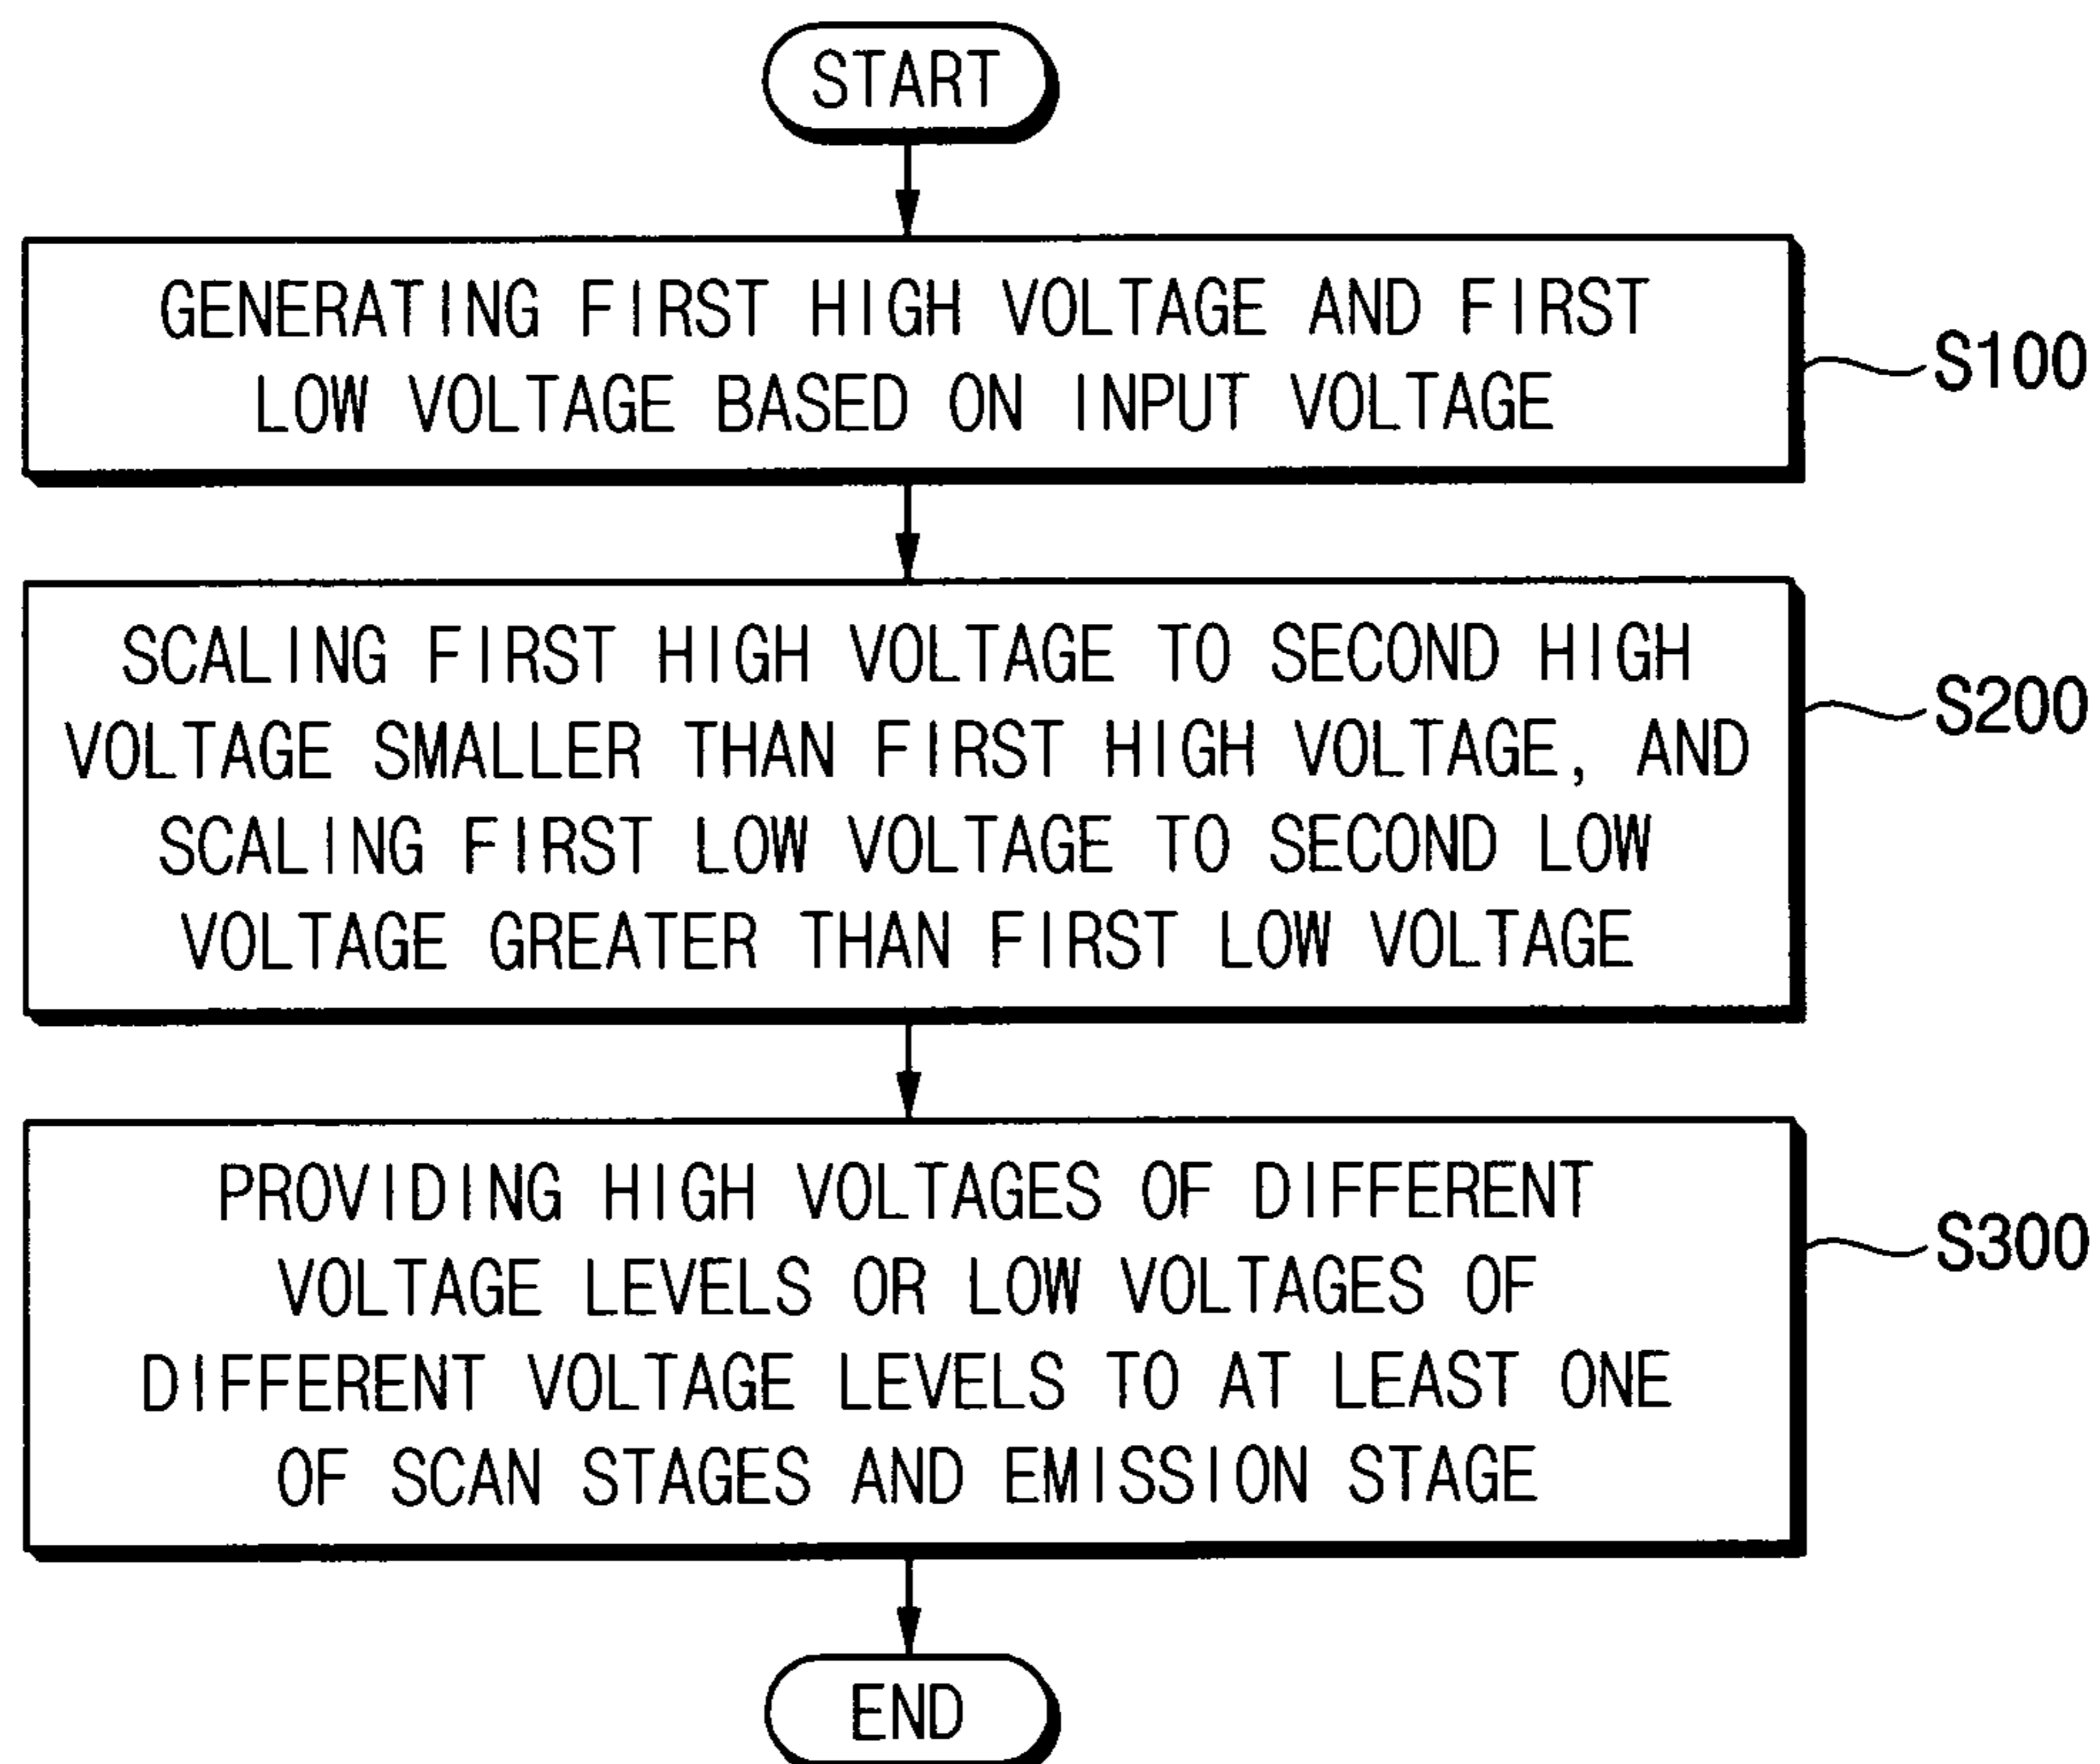 START
GENERATING FIRST HIGH VOLTAGE AND FIRST
LOW VOLTAGE BASED ON INPUT VOLTAGE
S100
SCALING FIRST HIGH VOLTAGE TO SECOND HIGH
VOLTAGE SMALLER THAN FIRST HIGH VOLTAGE, AND
SCALING FIRST LOW VOLTAGE TO SECOND LOW
VOLTAGE GREATER THAN FIRST LOW VOLTAGE
S200
PROVIDING HIGH VOLTAGES OF DIFFERENT
VOLTAGE LEVELS OR LOW VOLTAGES OF
DIFFERENT VOLTAGE LEVELS TO AT LEAST ONE
OF SCAN STAGES AND EMISSION STAGE
S300
END